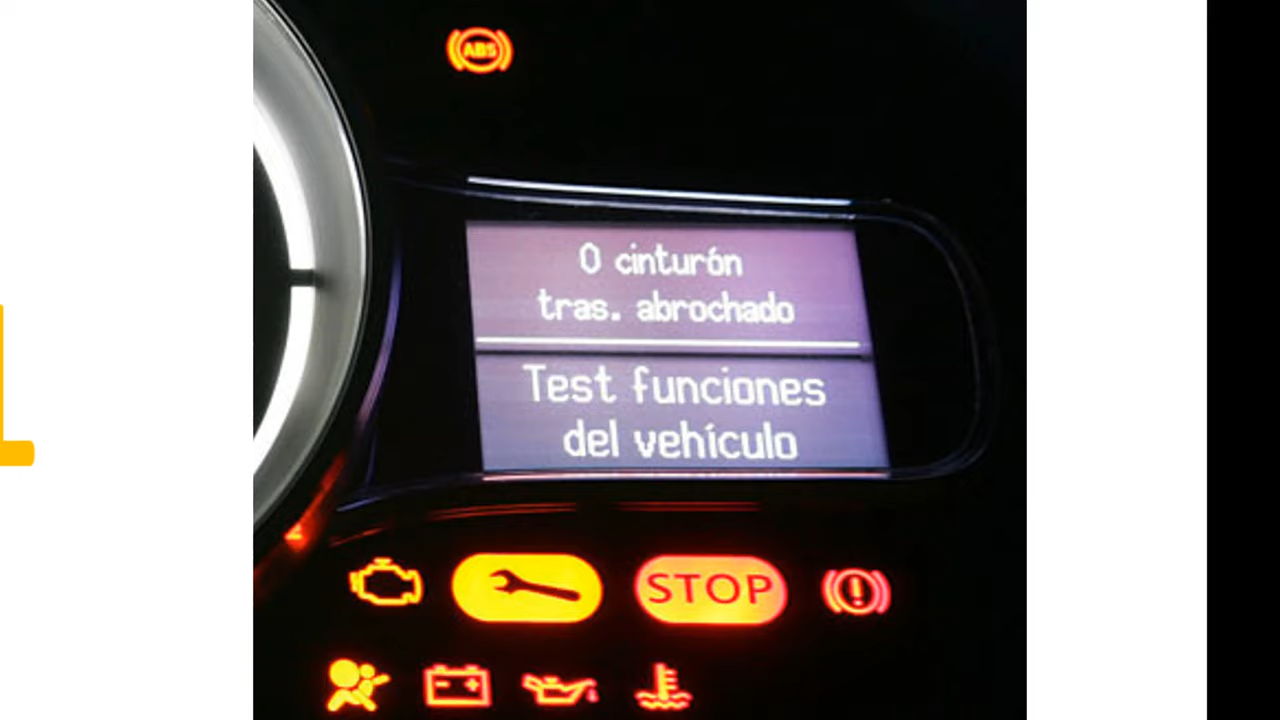 ABS
0 cinturón
tras. abrochado
Test funciones
del vehículo
STOP